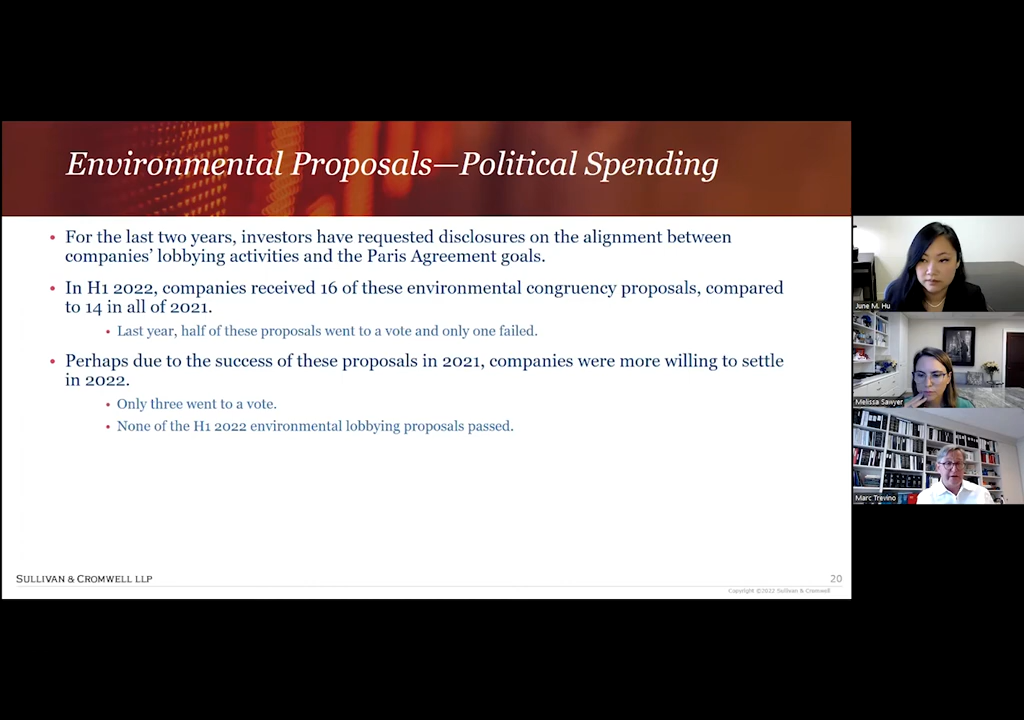 Environmental Proposals—Political Spending
• For the last two years, investors have requested disclosures on the alignment between
companies’ lobbying activities and the Paris Agreement goals.
• In H1 2022, companies received 16 of these environmental congruency proposals, compared
to 14 in all of 2021.
• Last year, half of these proposals went to a vote and only one failed.
• Perhaps due to the success of these proposals in 2021, companies were more willing to settle
in 2022.
• Only three went to a vote.
• None of the H1 2022 environmental lobbying proposals passed.
SULLIVAN & CROMWELL LLP
20
Copyright ©2022 Sullivan & Cromwell
June M. Hu
Melissa Sawyer
Marc Trevino